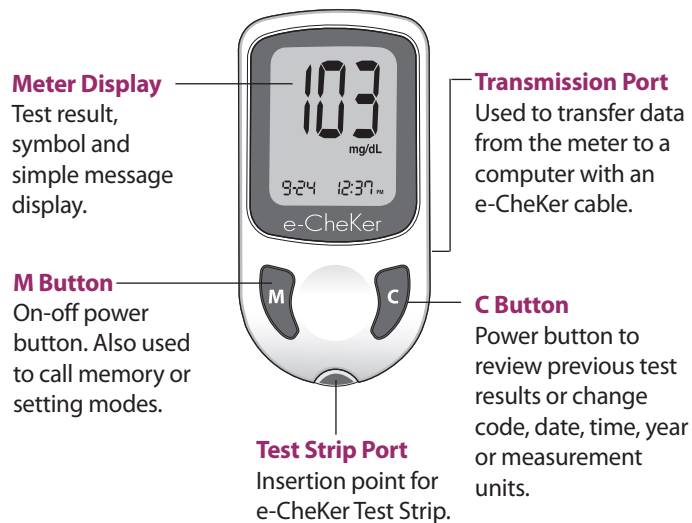 Meter Display
Test result,
symbol and
simple message
display.
M Button
On-off power
button. Also used
to call memory or
setting modes.
103
mg/dL
9-24 12:37 PM
e-CheKer
M
C
Test Strip Port
Insertion point for
e-CheKer Test Strip.
Transmission Port
Used to transfer data
from the meter to a
computer with an
e-CheKer cable.
C Button
Power button to
review previous test
results or change
code, date, time, year
or measurement
units.